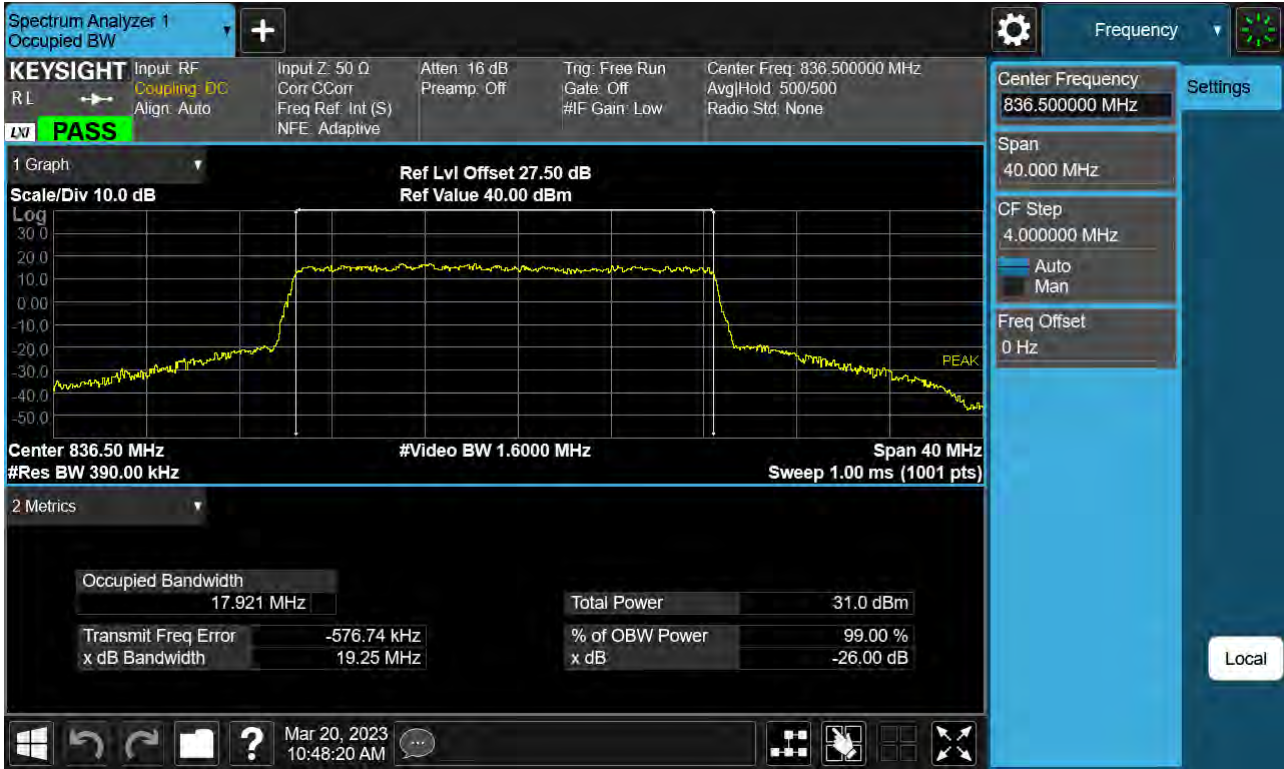 Spectrum Analyzer 1
Occupied BW
Frequency
KEYSIGHT
R L
LXI
PASS
Input: RF
Coupling: DC
Align: Auto
Input Z: 50 Ω
Corr CCorr
Freq Ref: Int (S)
NFE: Adaptive
Atten: 16 dB
Preamp: Off
Trig: Free Run
Gate: Off
#IF Gain: Low
Center Freq: 836.500000 MHz
Avg|Hold: 500/500
Radio Std: None
Center Frequency
836.500000 MHz
Settings
Span
40.000 MHz
CF Step
4.000000 MHz
Auto
Man
Freq Offset
0 Hz
Local
1 Graph
Scale/Div 10.0 dB
Ref Lvl Offset 27.50 dB
Ref Value 40.00 dBm
Log
30.0
20.0
10.0
0.00
-10.0
-20.0
-30.0
-40.0
-50.0
PEAK
Center 836.50 MHz
#Video BW 1.6000 MHz
Span 40 MHz
#Res BW 390.00 kHz
Sweep 1.00 ms (1001 pts)
2 Metrics
Occupied Bandwidth
17.921 MHz
Total Power 31.0 dBm
Transmit Freq Error -576.74 kHz
% of OBW Power 99.00 %
x dB Bandwidth 19.25 MHz
x dB -26.00 dB
?
Mar 20, 2023
10:48:20 AM